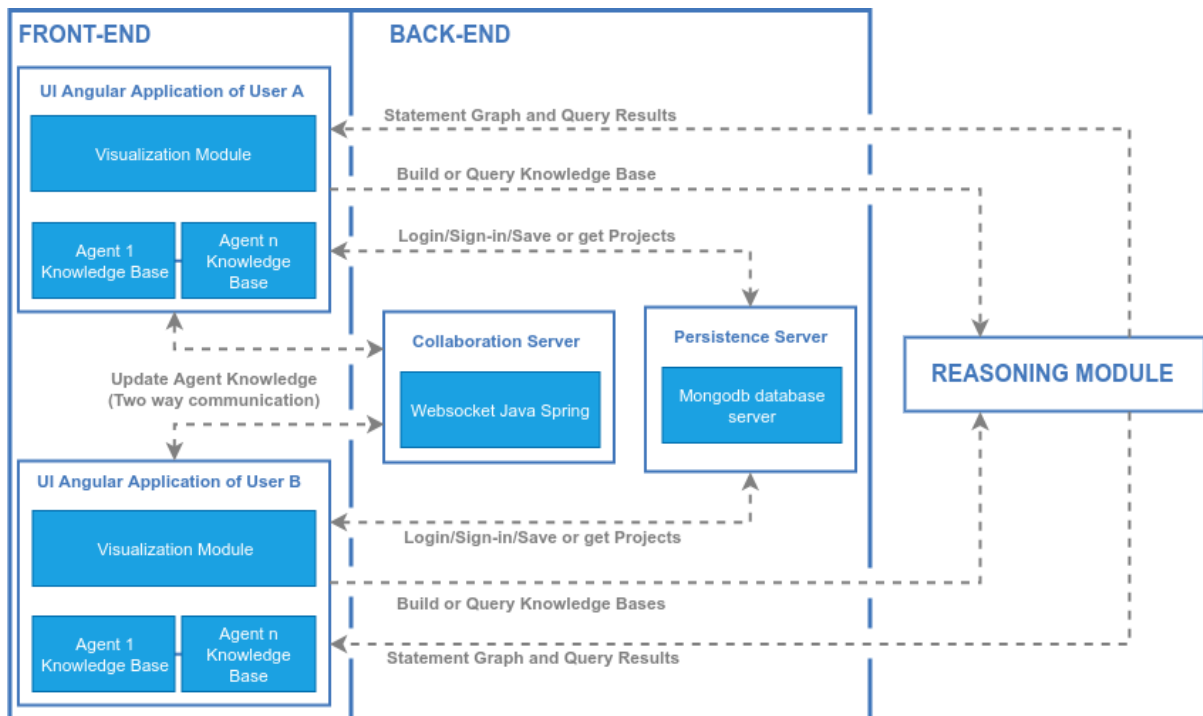 FRONT-END
BACK-END
UI Angular Application of User A
Visualization Module
Agent 1
Knowledge Base
Agent n
Knowledge
Base
Statement Graph and Query Results
Build or Query Knowledge Base
Login/Sign-in/Save or get Projects
Update Agent Knowledge
(Two way communication)
Collaboration Server
Websocket Java Spring
Persistence Server
Mongodb database
server
REASONING MODULE
UI Angular Application of User B
Visualization Module
Agent 1
Knowledge Base
Agent n
Knowledge
Base
Login/Sign-in/Save or get Projects
Build or Query Knowledge Bases
Statement Graph and Query Results